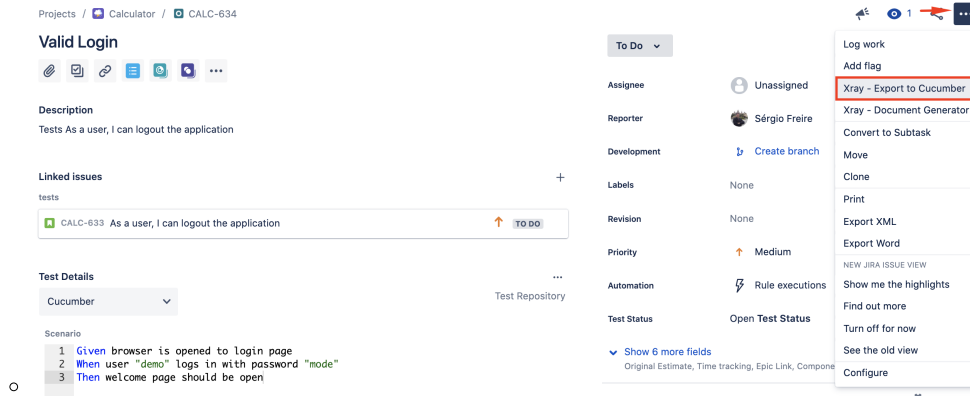 Projects / Calculator / CALC-634
1
Valid Login
Description
Tests As a user, I can logout the application
Linked issues
tests
CALC-633 As a user, I can logout the application TO DO
Test Details
Cucumber
Test Repository
Scenario
1 Given browser is opened to login page
2 When user "demo" logs in with password "mode"
3 Then welcome page should be open
To Do
Assignee Unassigned
Reporter Sérgio Freire
Development Create branch
Labels None
Revision None
Priority Medium
Automation Rule executions
Test Status Open Test Status
Show 6 more fields
Original Estimate, Time tracking, Epic Link, Compone
Log work
Add flag
Xray - Export to Cucumber
Xray - Document Generator
Convert to Subtask
Move
Clone
Print
Export XML
Export Word
NEW JIRA ISSUE VIEW
Show me the highlights
Find out more
Turn off for now
See the old view
Configure